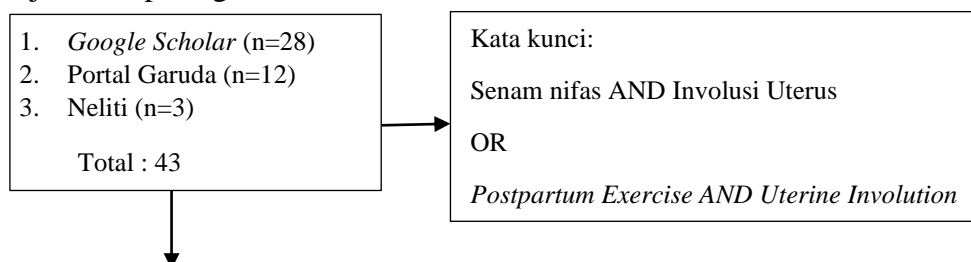 1. Google Scholar (n=28)
2. Portal Garuda (n=12)
3. Neliti (n=3)
Total : 43
Kata kunci:
Senam nifas AND Involusi Uterus
OR
Postpartum Exercise AND Uterine Involution